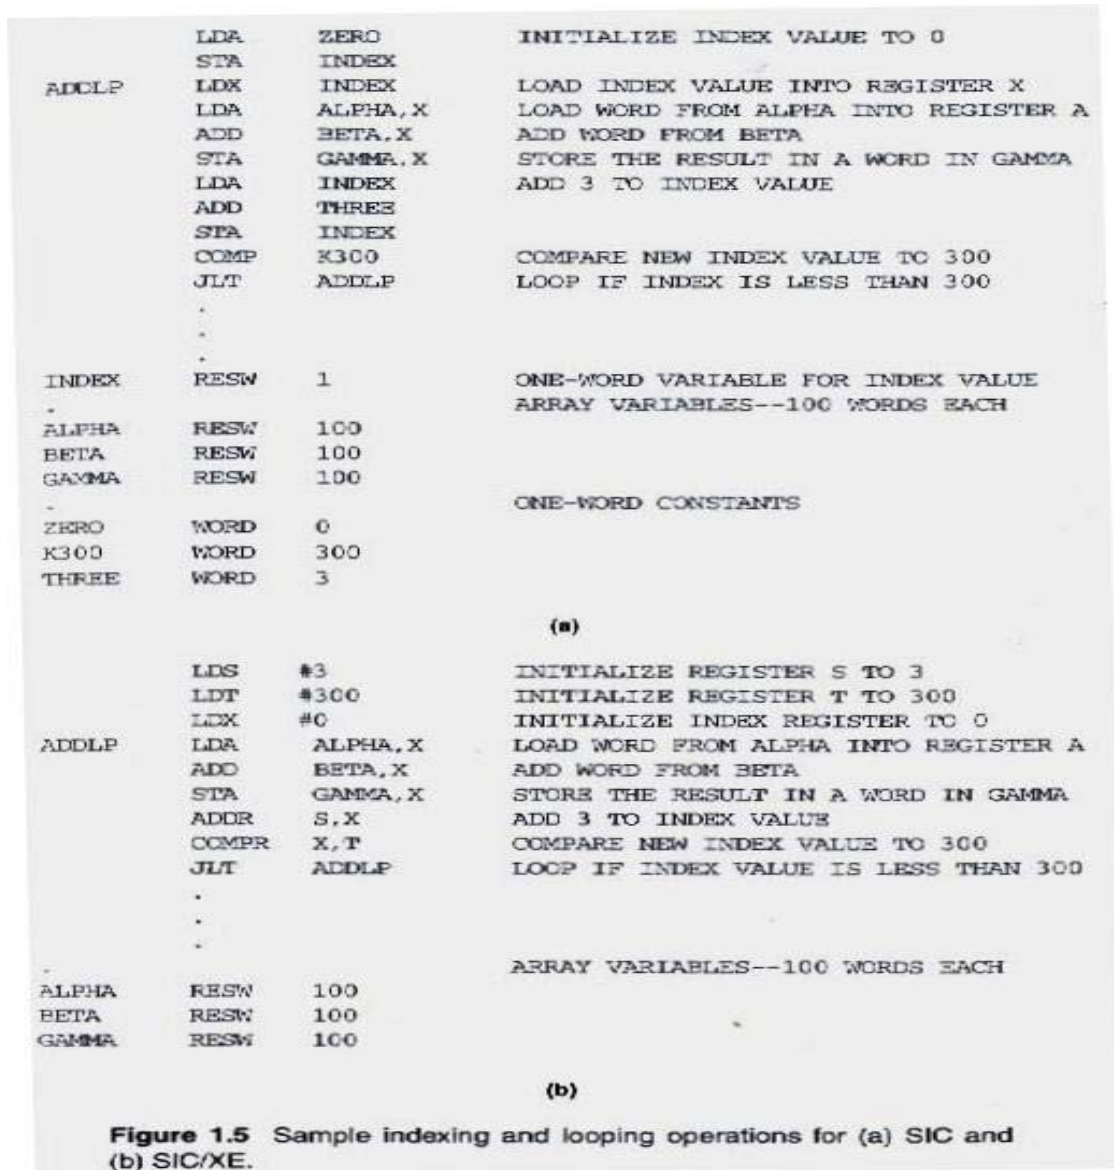 LDA ZERO INITIALIZE INDEX VALUE TO 0
STA INDEX
ADDLP LDX INDEX LOAD INDEX VALUE INTO REGISTER X
LDA ALPHA,X LOAD WORD FROM ALPHA INTO REGISTER A
ADD BETA,X ADD WORD FROM BETA
STA GAMMA,X STORE THE RESULT IN A WORD IN GAMMA
LDA INDEX ADD 3 TO INDEX VALUE
ADD THREE
STA INDEX
COMP K300 COMPARE NEW INDEX VALUE TO 300
JLT ADDLP LOOP IF INDEX IS LESS THAN 300
.
.
.
INDEX RESW 1 ONE-WORD VARIABLE FOR INDEX VALUE
. ARRAY VARIABLES--100 WORDS EACH
ALPHA RESW 100
BETA RESW 100
GAMMA RESW 100
. ONE-WORD CONSTANTS
ZERO WORD 0
K300 WORD 300
THREE WORD 3
(a)
LDS #3 INITIALIZE REGISTER S TO 3
LDT #300 INITIALIZE REGISTER T TO 300
LDX #0 INITIALIZE INDEX REGISTER TO 0
ADDLP LDA ALPHA,X LOAD WORD FROM ALPHA INTO REGISTER A
ADD BETA,X ADD WORD FROM BETA
STA GAMMA,X STORE THE RESULT IN A WORD IN GAMMA
ADDR S,X ADD 3 TO INDEX VALUE
COMPR X,T COMPARE NEW INDEX VALUE TO 300
JLT ADDLP LOOP IF INDEX VALUE IS LESS THAN 300
.
.
.
. ARRAY VARIABLES--100 WORDS EACH
ALPHA RESW 100
BETA RESW 100
GAMMA RESW 100
(b)
Figure 1.5 Sample indexing and looping operations for (a) SIC and
(b) SIC/XE.